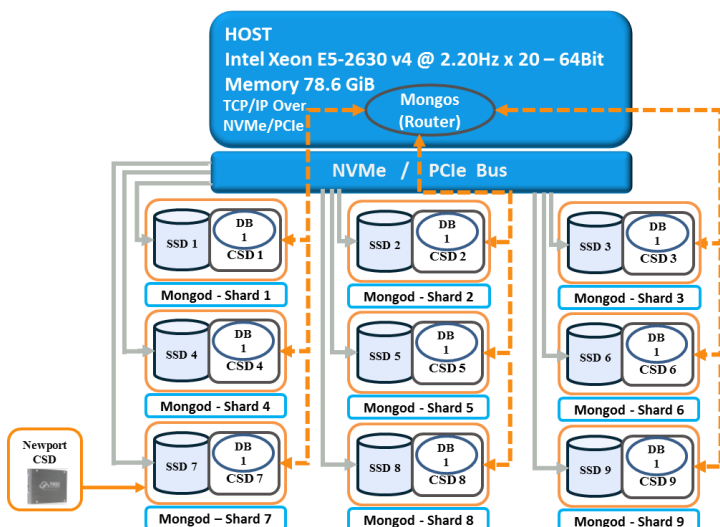 HOST
Intel Xeon E5-2630 v4 @ 2.20Hz x 20 – 64Bit
Memory 78.6 GiB
TCP/IP Over
NVMe/PCIe
Mongos
(Router)
NVMe / PCIe Bus
SSD 1
DB
1
CSD 1
Mongod - Shard 1
SSD 2
DB
1
CSD 2
Mongod - Shard 2
SSD 3
DB
1
CSD 3
Mongod - Shard 3
SSD 4
DB
1
CSD 4
Mongod - Shard 4
SSD 5
DB
1
CSD 5
Mongod - Shard 5
SSD 6
DB
1
CSD 6
Mongod - Shard 6
Newport
CSD
SSD 7
DB
1
CSD 7
Mongod – Shard 7
SSD 8
DB
1
CSD 8
Mongod - Shard 8
SSD 9
DB
1
CSD 9
Mongod - Shard 9